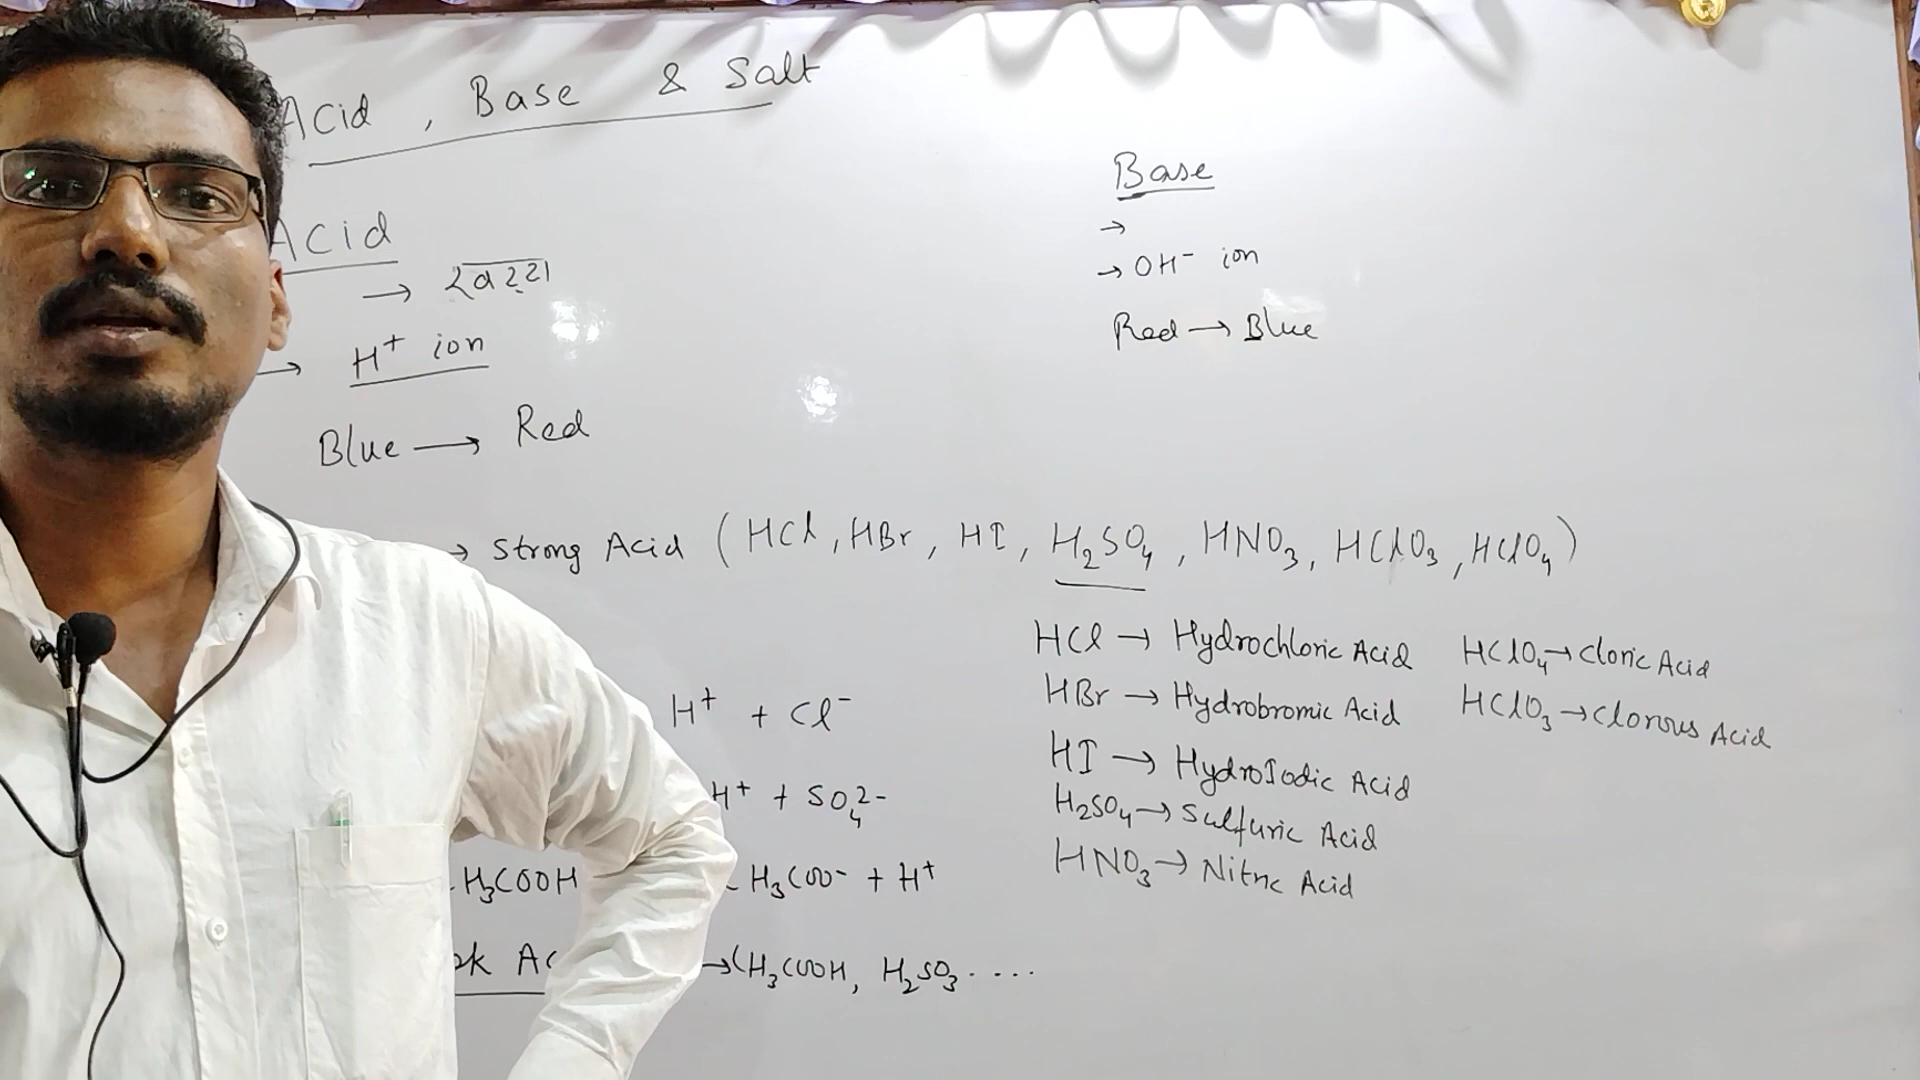 Acid, Base & Salt
Acid
→
→ H⁺ ion
Blue → Red
Base
→
→ OH⁻ ion
Red → Blue
→ Strong Acid (HCl, HBr, HI, H₂SO₄, HNO₃, HClO₃, HClO₄)
H⁺ + Cl⁻
H⁺ + SO₄²⁻
H₃COOH H₃COO⁻ + H⁺
→ CH₃COOH, H₂SO₃....
HCl → Hydrochloric Acid
HBr → Hydrobromic Acid
HI → HydroIodic Acid
H₂SO₄ → Sulfuric Acid
HNO₃ → Nitric Acid
HClO₄ → Cloric Acid
HClO₃ → Clorous Acid